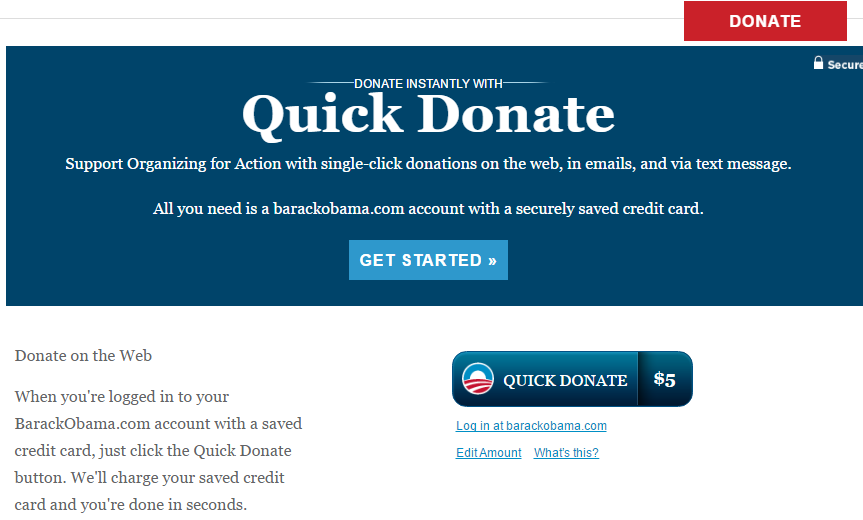 DONATE
Secure
DONATE INSTANTLY WITH
Quick Donate
Support Organizing for Action with single-click donations on the web, in emails, and via text message.
All you need is a barackobama.com account with a securely saved credit card.
GET STARTED »
Donate on the Web
When you're logged in to your
BarackObama.com account with a saved
credit card, just click the Quick Donate
button. We'll charge your saved credit
card and you're done in seconds.
QUICK DONATE $5
Log in at barackobama.com
Edit Amount What's this?